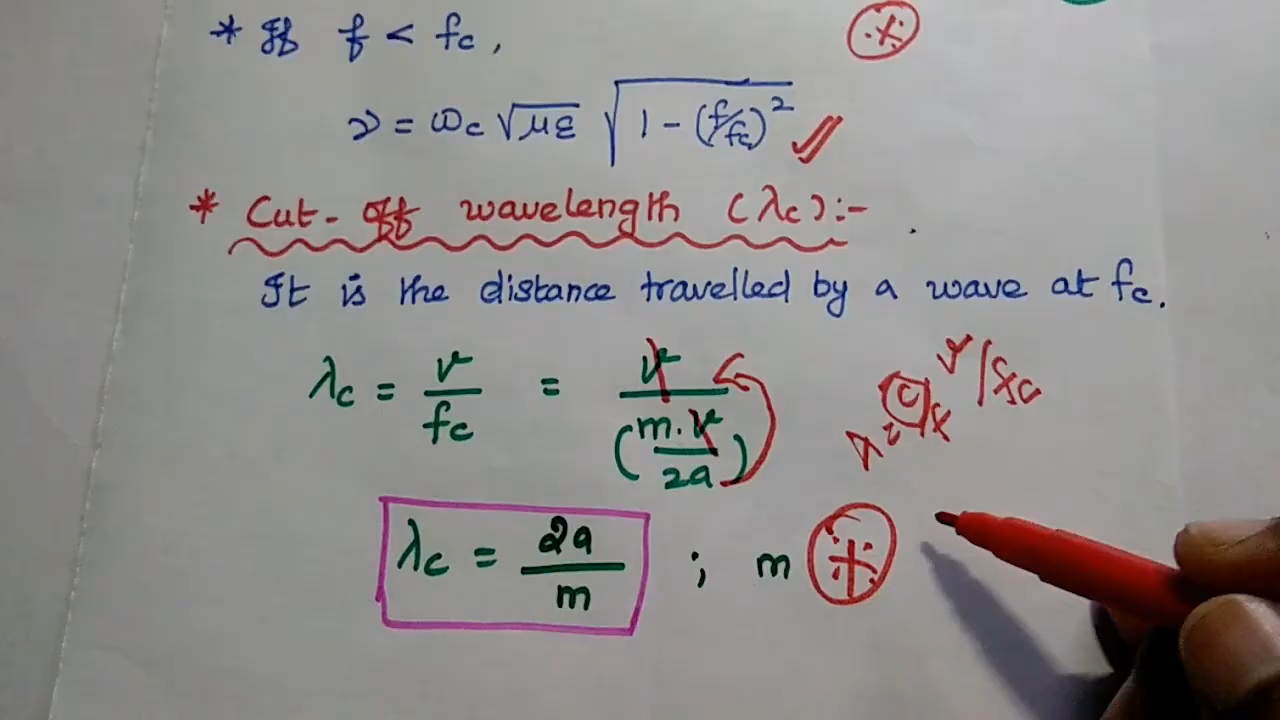 * If f < fc,
ν = ωc √με √1 - (f/fc)²
* Cut-off wavelength (λc):-
It is the distance travelled by a wave at fc.
λc = v/fc = v/(m.v/2a)
λ = c/f v/fc
λc = 2a/m ; m